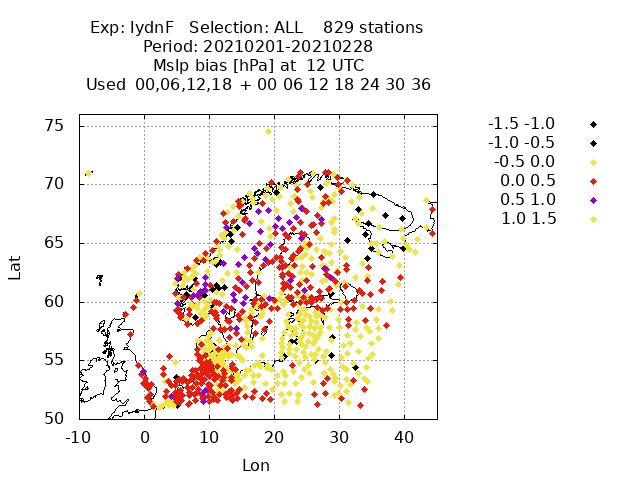 Exp: IydnF Selection: ALL 829 stations
Period: 20210201-20210228
Mslp bias [hPa] at 12 UTC
Used 00,06,12,18 + 00 06 12 18 24 30 36
-1.5 -1.0
-1.0 -0.5
-0.5 0.0
0.0 0.5
0.5 1.0
1.0 1.5
75
70
65
60
55
50
Lat
-10 0 10 20 30 40
Lon